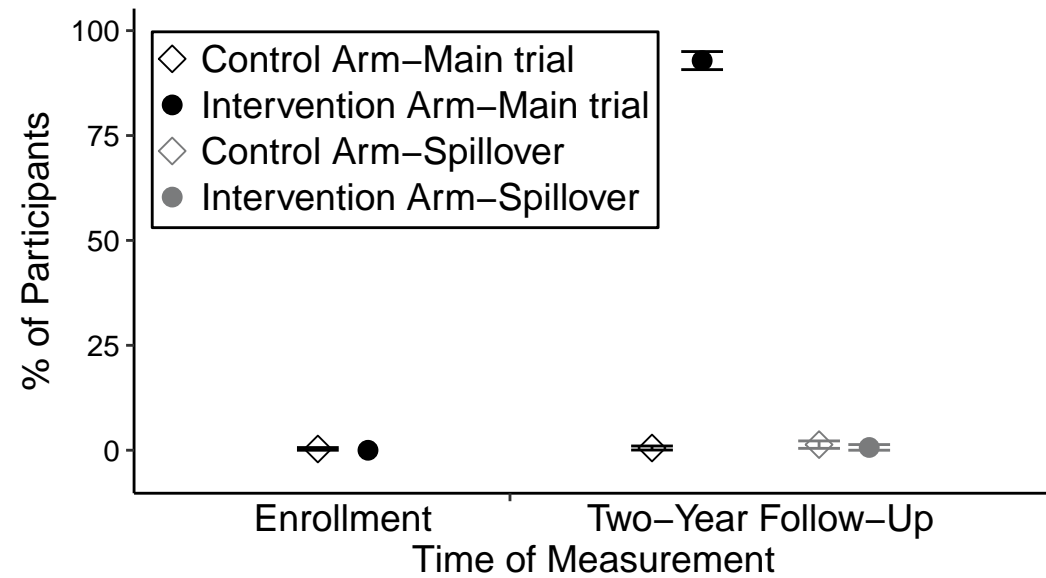 % of Participants
100
75
50
25
0
Control Arm−Main trial
Intervention Arm−Main trial
Control Arm−Spillover
Intervention Arm−Spillover
Enrollment
Two−Year Follow−Up
Time of Measurement